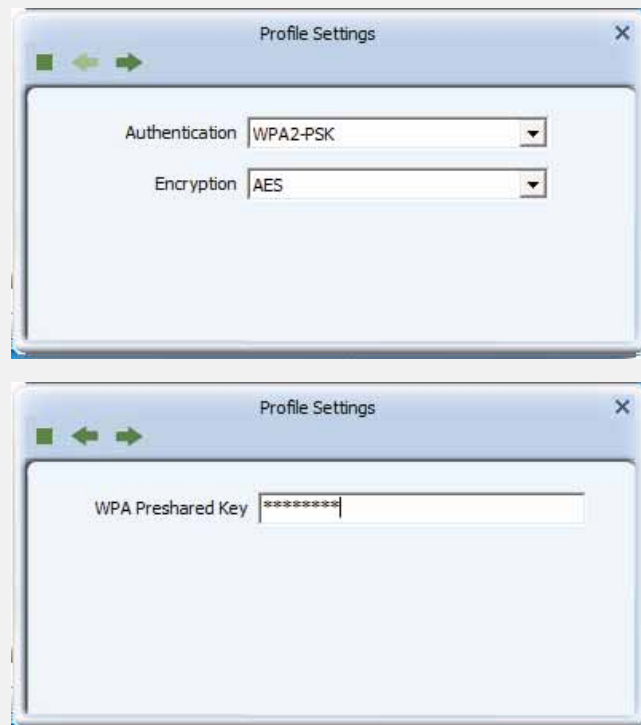 Profile Settings
Authentication WPA2-PSK
Encryption AES
Profile Settings
WPA Preshared Key ********